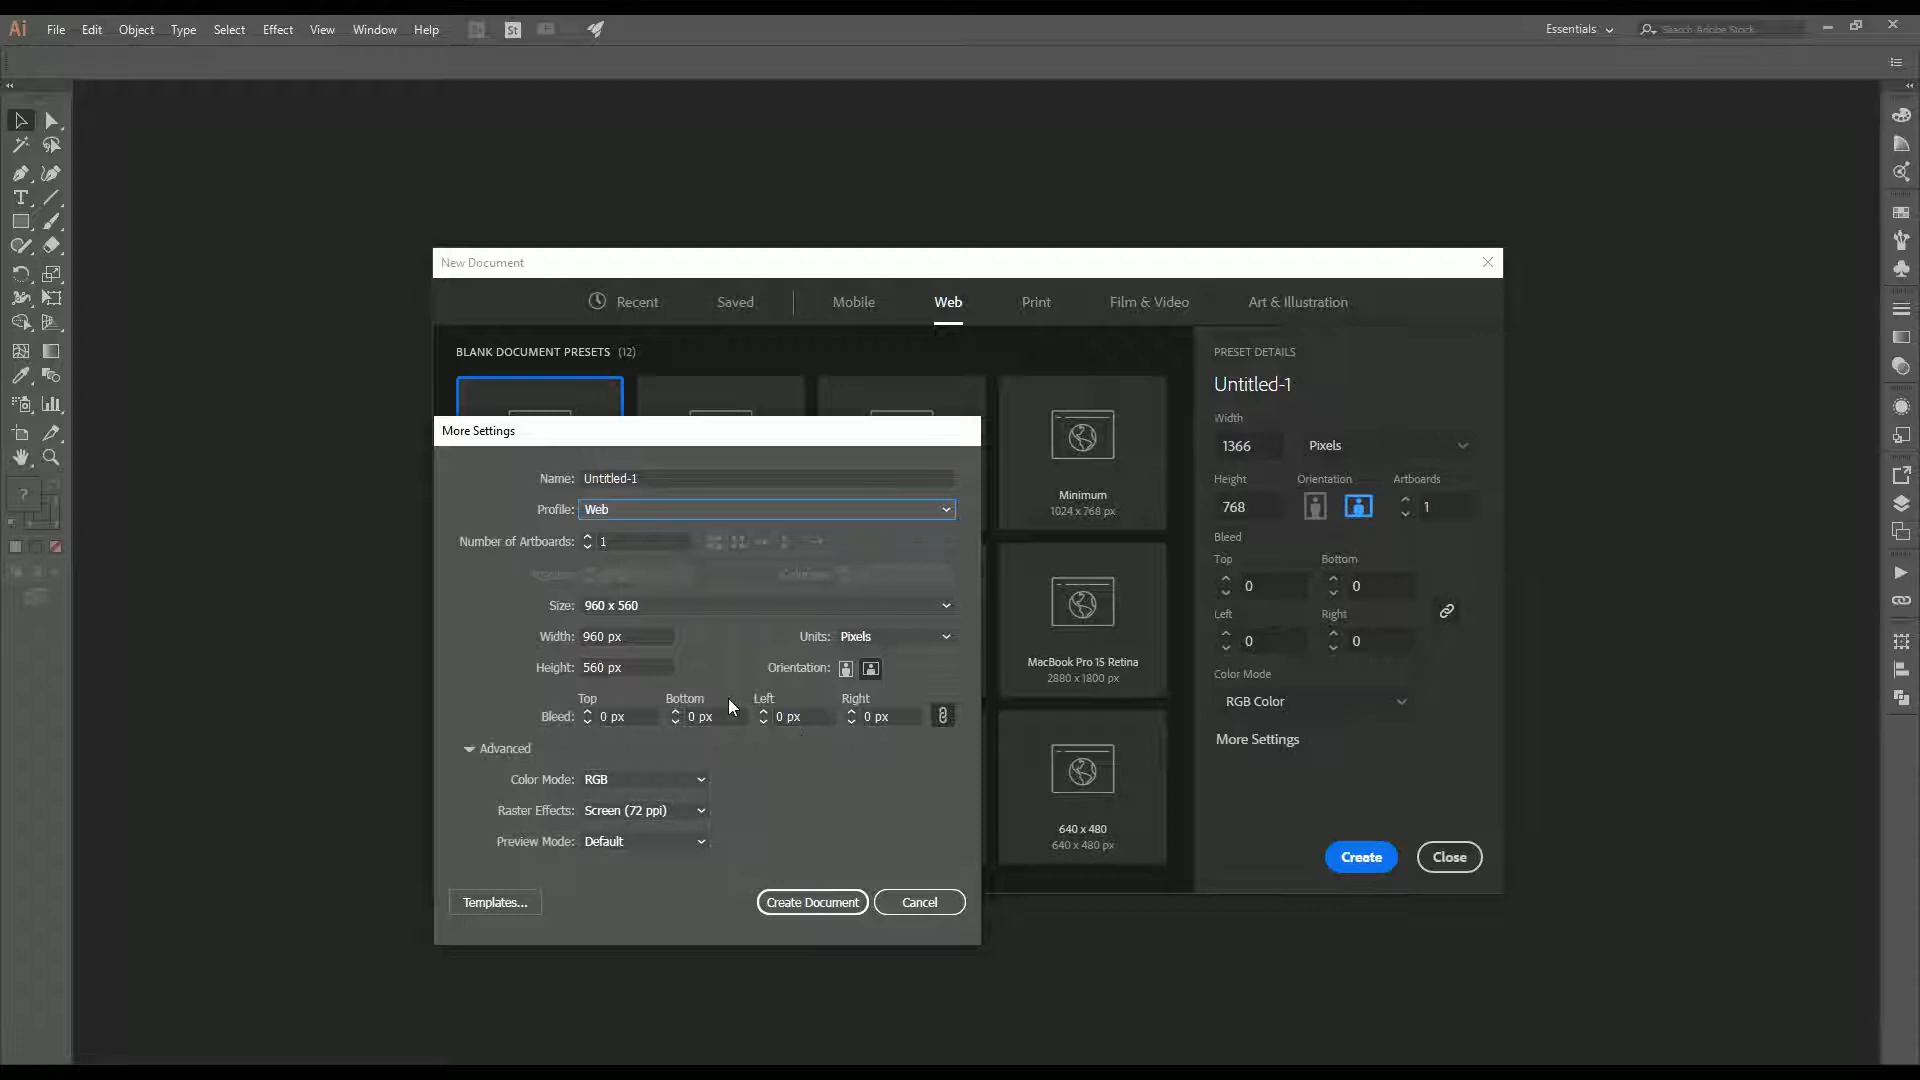 Ai File Edit Object Type Select Effect View Window Help St Essentials Search Adobe Stock
New Document
Recent Saved Mobile Web Print Film & Video Art & Illustration
BLANK DOCUMENT PRESETS (12)
Minimum
1024 x 768 px
MacBook Pro 15 Retina
2880 x 1800 px
640 x 480
640 x 480 px
PRESET DETAILS
Untitled-1
Width
1366 Pixels
Height Orientation Artboards
768 1
Bleed
Top Bottom
0 0
Left Right
0 0
Color Mode
RGB Color
More Settings
Create Close
More Settings
Name: Untitled-1
Profile: Web
Number of Artboards: 1
Size: 960 x 560
Width: 960 px Units: Pixels
Height: 560 px Orientation:
Top Bottom Left Right
Bleed: 0 px 0 px 0 px 0 px
Advanced
Color Mode: RGB
Raster Effects: Screen (72 ppi)
Preview Mode: Default
Templates... Create Document Cancel